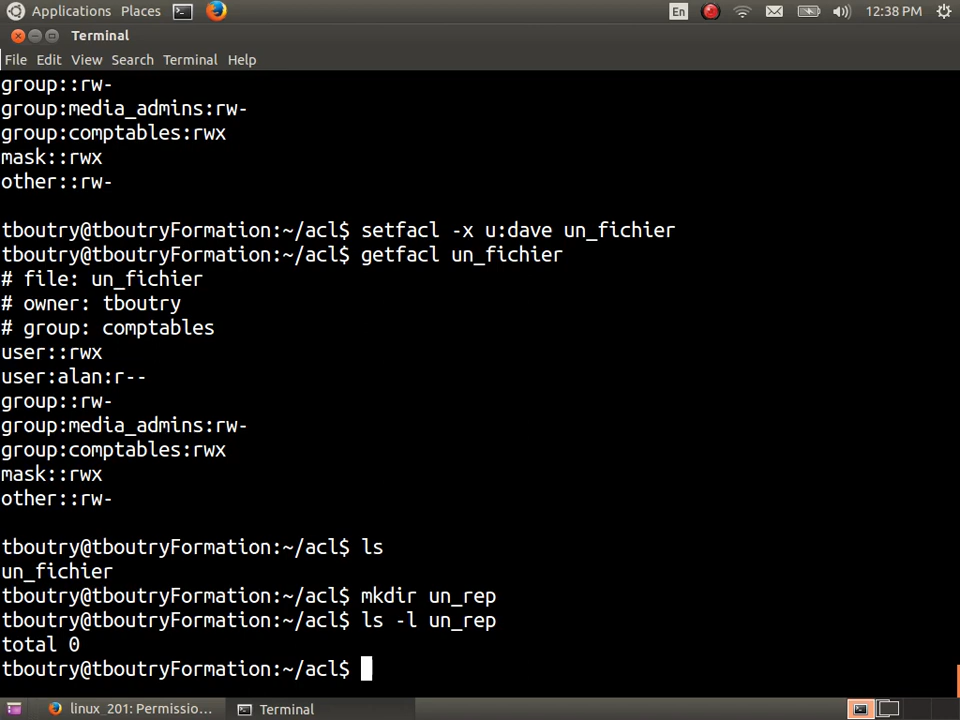 Applications Places En 12:38 PM
Terminal
File Edit View Search Terminal Help
group::rw-
group:media_admins:rw-
group:comptables:rwx
mask::rwx
other::rw-
tboutry@tboutryFormation:~/acl$ setfacl -x u:dave un_fichier
tboutry@tboutryFormation:~/acl$ getfacl un_fichier
# file: un_fichier
# owner: tboutry
# group: comptables
user::rwx
user:alan:r--
group::rw-
group:media_admins:rw-
group:comptables:rwx
mask::rwx
other::rw-
tboutry@tboutryFormation:~/acl$ ls
un_fichier
tboutry@tboutryFormation:~/acl$ mkdir un_rep
tboutry@tboutryFormation:~/acl$ ls -l un_rep
total 0
tboutry@tboutryFormation:~/acl$
linux_201: Permissio... Terminal